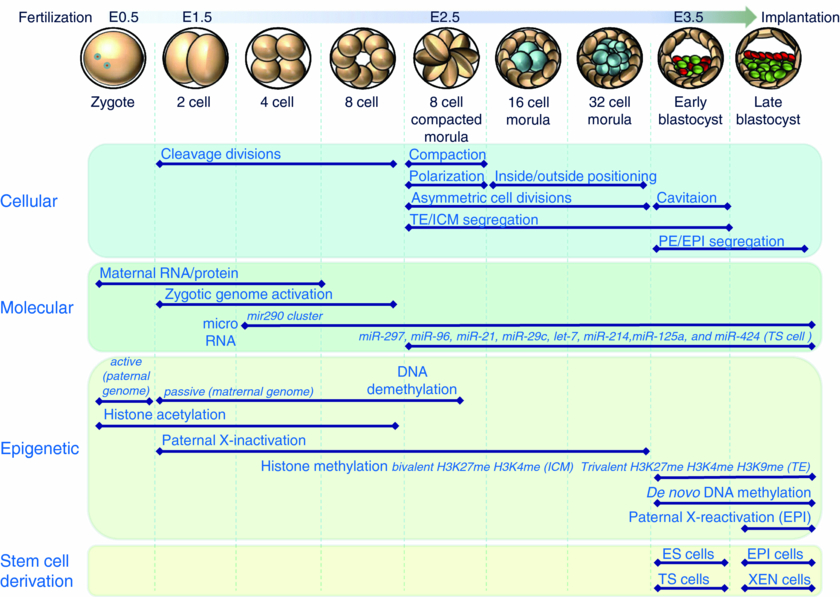 Fertilization E0.5 E1.5 E2.5 E3.5 Implantation
Zygote 2 cell 4 cell 8 cell 8 cell 16 cell 32 cell Early Late
compacted morula morula blastocyst blastocyst
morula
Cellular
Cleavage divisions Compaction
Polarization Inside/outside positioning
Asymmetric cell divisions Cavitaion
TE/ICM segregation
PE/EPI segregation
Molecular
Maternal RNA/protein
Zygotic genome activation
micro
RNA
mir290 cluster
miR-297, miR-96, miR-21, miR-29c, let-7, miR-214,miR-125a, and miR-424 (TS cell )
Epigenetic
active
(paternal
genome)
passive (matrernal genome)
DNA
demethylation
Histone acetylation
Paternal X-inactivation
Histone methylation bivalent H3K27me H3K4me (ICM) Trivalent H3K27me H3K4me H3K9me (TE)
De novo DNA methylation
Paternal X-reactivation (EPI)
Stem cell
derivation
ES cells EPI cells
TS cells XEN cells